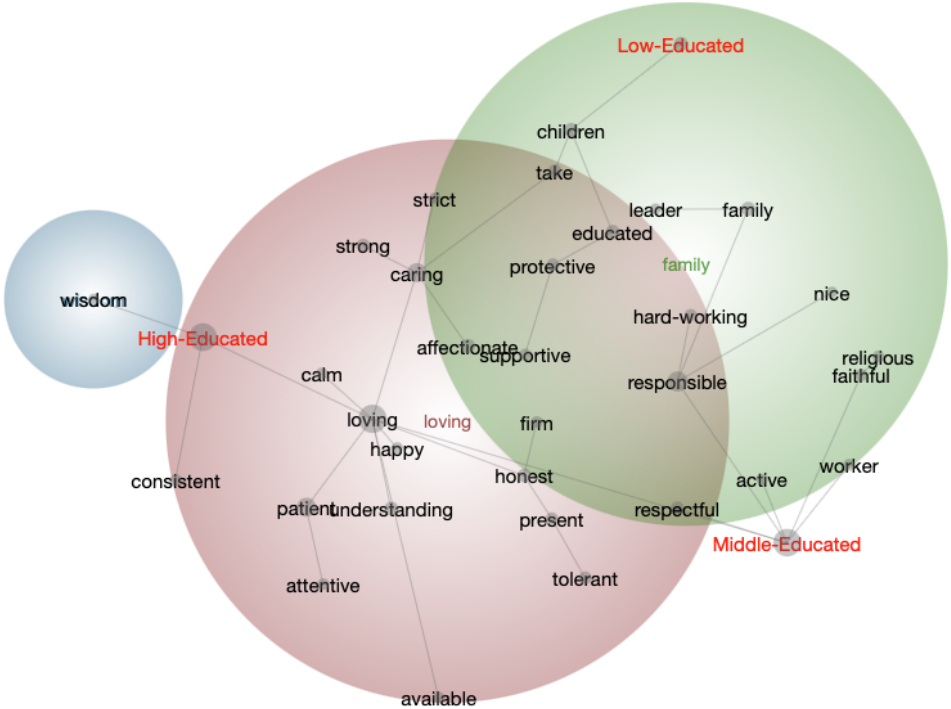 Low-Educated
children
take
strict
leader
family
educated
strong
protective
family
caring
nice
wisdom
hard-working
High-Educated
affectionate
supportive
religious
calm
responsible
faithful
loving
loving
firm
happy
honest
worker
consistent
active
patient
understanding
respectful
present
Middle-Educated
attentive
tolerant
available